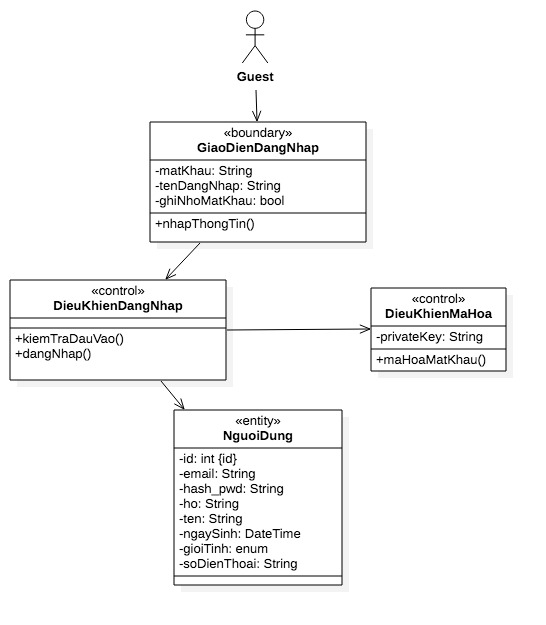 Guest
«boundary»
GiaoDienDangNhap
-matKhau: String
-tenDangNhap: String
-ghiNhoMatKhau: bool
+nhapThongTin()
«control»
DieuKhienDangNhap
+kiemTraDauVao()
+dangNhap()
«control»
DieuKhienMaHoa
-privateKey: String
+maHoaMatKhau()
«entity»
NguoiDung
-id: int {id}
-email: String
-hash_pwd: String
-ho: String
-ten: String
-ngaySinh: DateTime
-gioiTinh: enum
-soDienThoai: String